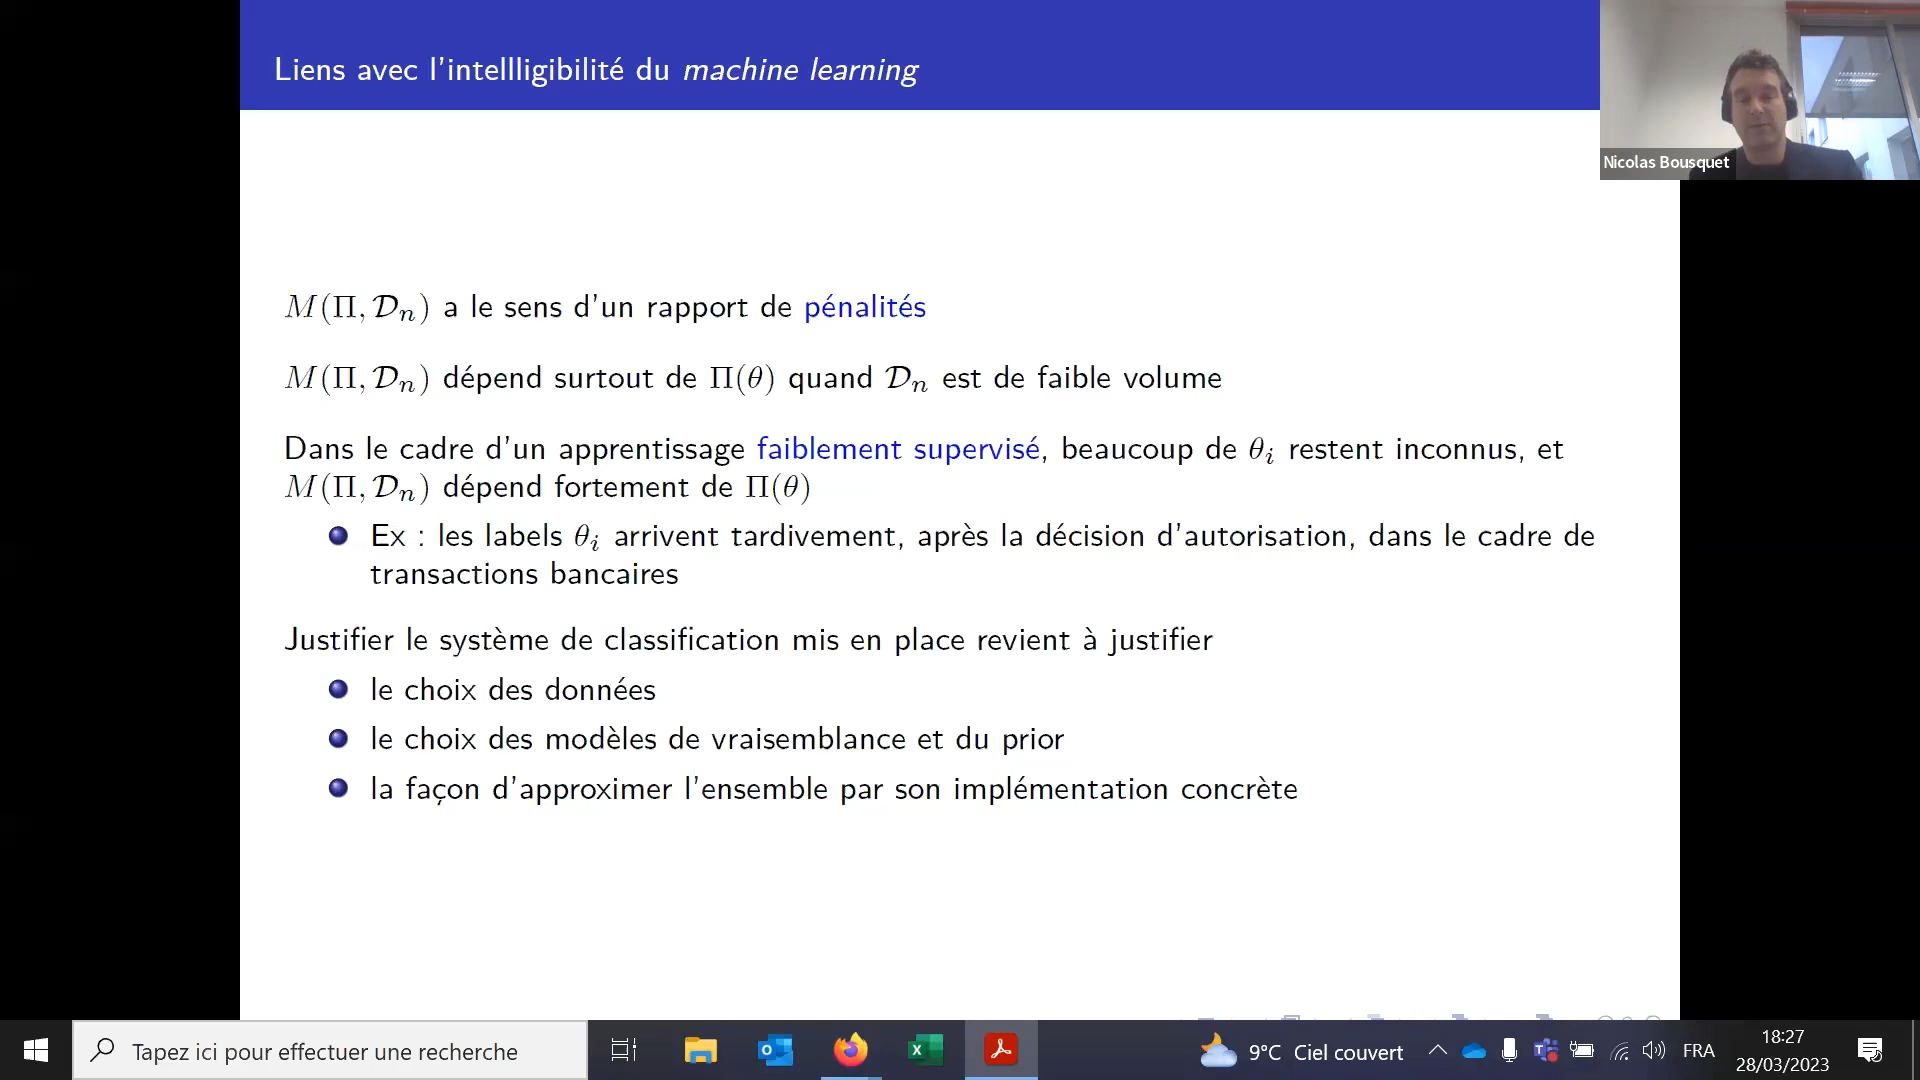 Liens avec l'intellligibilité du machine learning
Nicolas Bousquet
M(Π, 𝒟ₙ) a le sens d'un rapport de pénalités
M(Π, 𝒟ₙ) dépend surtout de Π(θ) quand 𝒟ₙ est de faible volume
Dans le cadre d'un apprentissage faiblement supervisé, beaucoup de θᵢ restent inconnus, et
M(Π, 𝒟ₙ) dépend fortement de Π(θ)
Ex : les labels θᵢ arrivent tardivement, après la décision d'autorisation, dans le cadre de
transactions bancaires
Justifier le système de classification mis en place revient à justifier
le choix des données
le choix des modèles de vraisemblance et du prior
la façon d'approximer l'ensemble par son implémentation concrète
Tapez ici pour effectuer une recherche
9°C Ciel couvert
FRA
18:27
28/03/2023